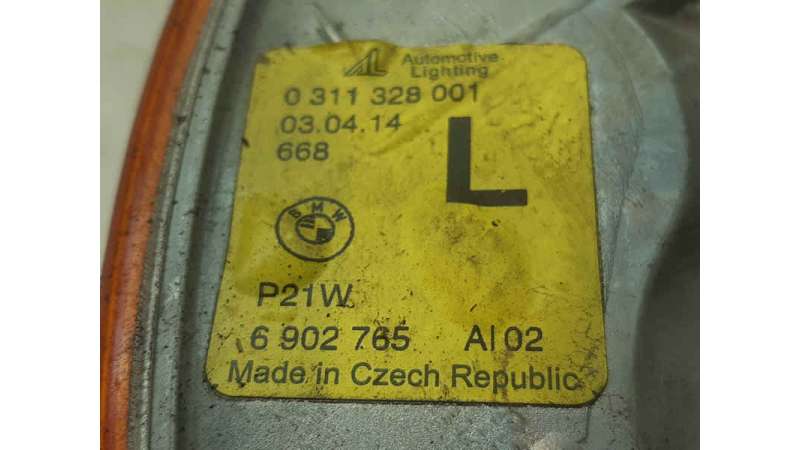 AL Automotive
Lighting
0 311 328 001
03.04.14
668
L
BMW
P21W
6 902 765 AI 02
Made in Czech Republic